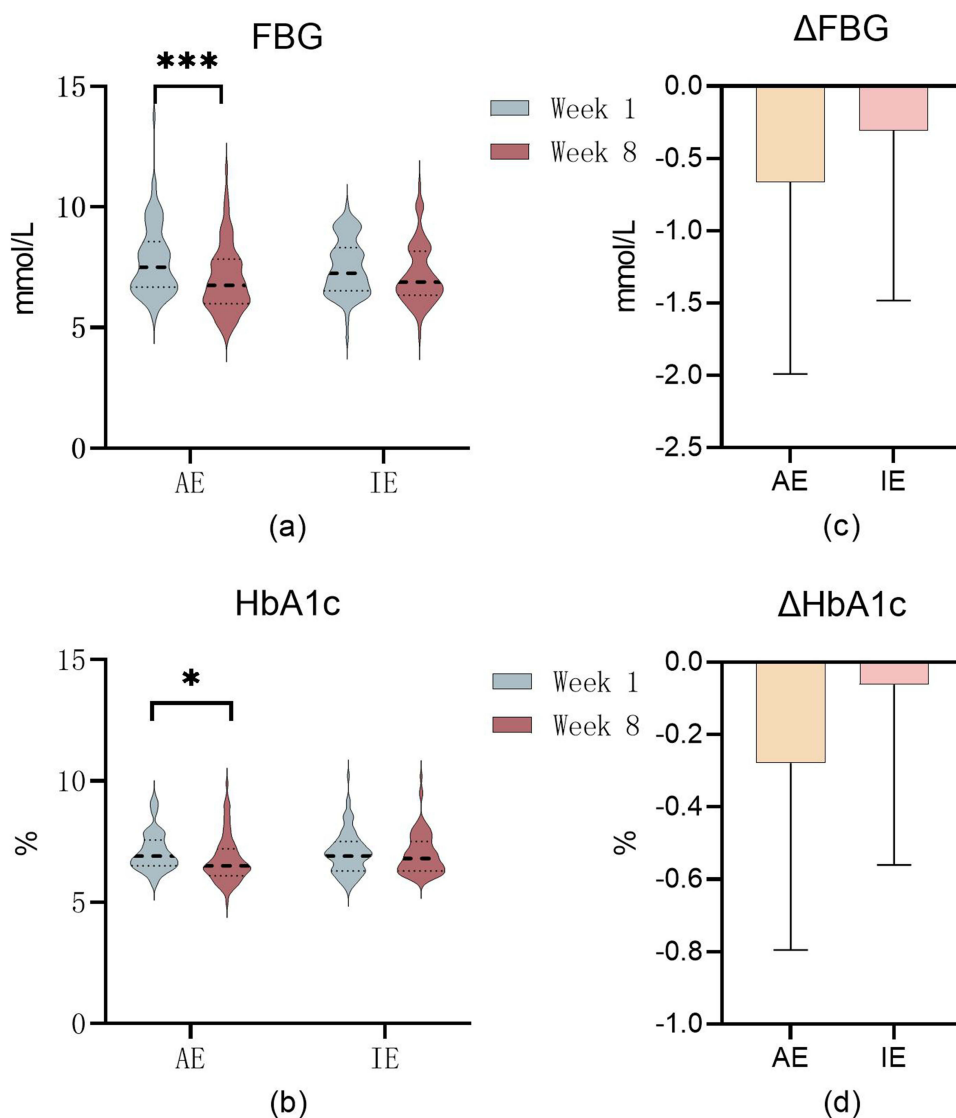 FBG
***
15
10
5
0
mmol/L
Week 1
Week 8
AE
IE
(a)
ΔFBG
0.0
-0.5
-1.0
-1.5
-2.0
-2.5
mmol/L
AE
IE
(c)
HbA1c
*
15
10
5
0
%
Week 1
Week 8
AE
IE
(b)
ΔHbA1c
0.0
-0.2
-0.4
-0.6
-0.8
-1.0
%
AE
IE
(d)